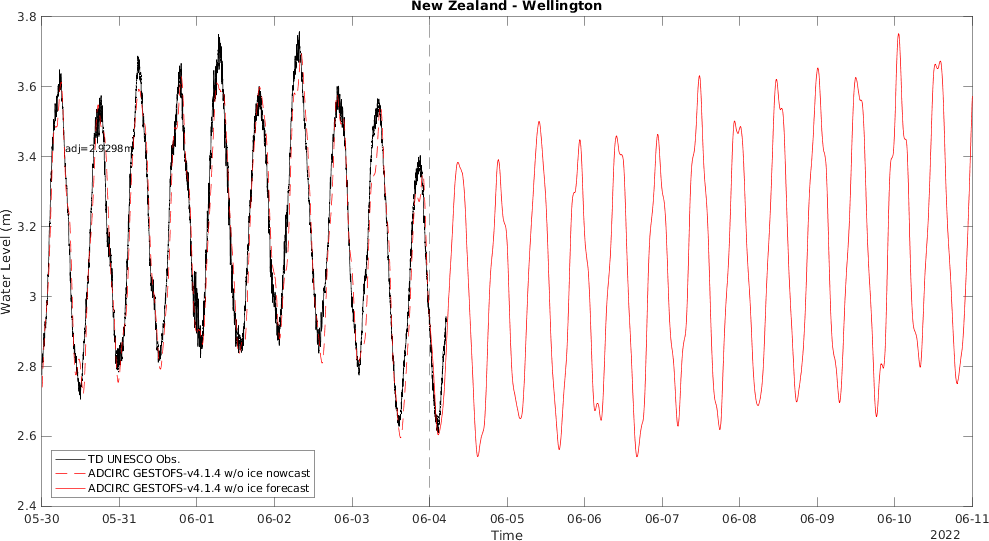 New Zealand - Wellington
3.8
3.6
3.4
3.2
3
2.8
2.6
2.4
Water Level (m)
adj=2.9298m
TD UNESCO Obs.
ADCIRC GESTOFS-v4.1.4 w/o ice nowcast
ADCIRC GESTOFS-v4.1.4 w/o ice forecast
05-30 05-31 06-01 06-02 06-03 06-04 06-05 06-06 06-07 06-08 06-09 06-10 06-11
Time
2022